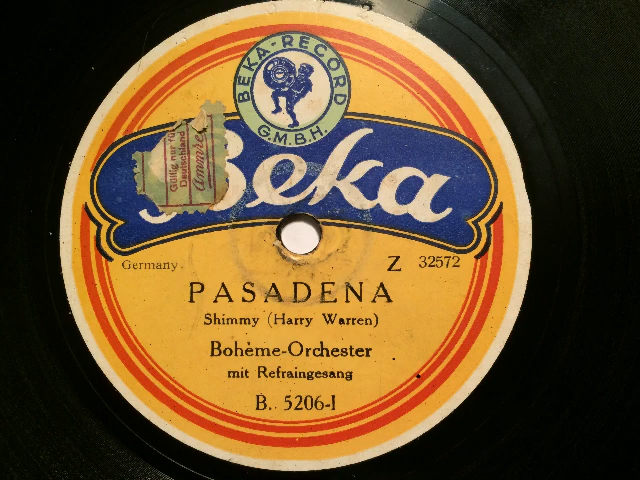 BEKA-RECORD
G.M.B.H.
Gültig nur für
Deutschland
Beka
Germany
Z 32572
PASADENA
Shimmy (Harry Warren)
Bohème-Orchester
mit Refraingesang
B. 5206-I